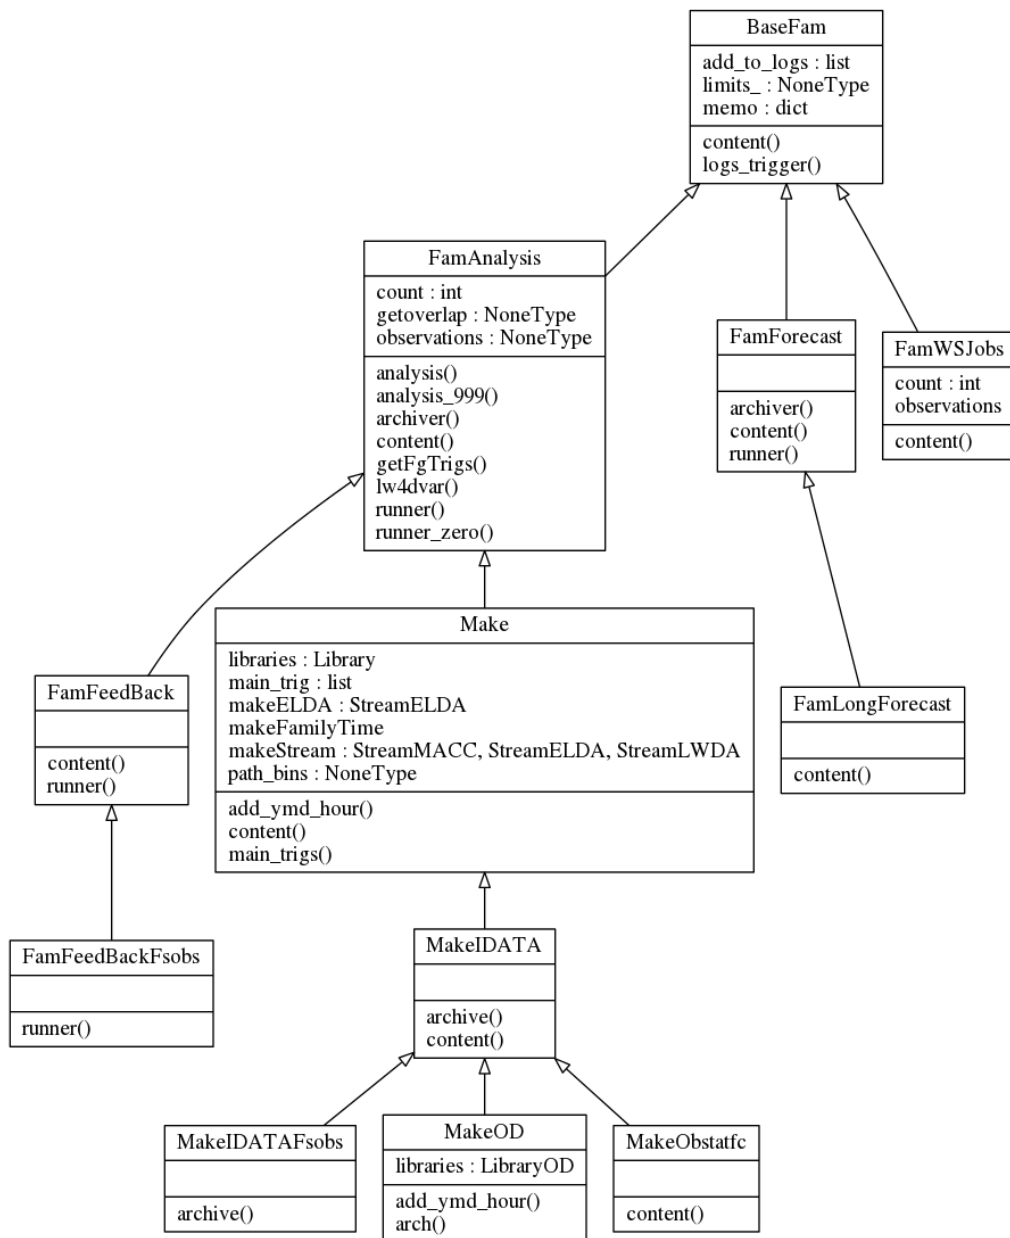 BaseFam
add_to_logs : list
limits_ : NoneType
memo : dict
content()
logs_trigger()
FamAnalysis
count : int
getoverlap : NoneType
observations : NoneType
analysis()
analysis_999()
archiver()
content()
getFgTrigs()
lw4dvar()
runner()
runner_zero()
FamForecast
archiver()
content()
runner()
FamWSJobs
count : int
observations
content()
FamFeedBack
content()
runner()
Make
libraries : Library
main_trig : list
makeELDA : StreamELDA
makeFamilyTime
makeStream : StreamMACC, StreamELDA, StreamLWDA
path_bins : NoneType
add_ymd_hour()
content()
main_trigs()
FamLongForecast
content()
FamFeedBackFsobs
runner()
MakeIDATA
archive()
content()
MakeIDATAFsobs
archive()
MakeOD
libraries : LibraryOD
add_ymd_hour()
arch()
MakeObstatfc
content()